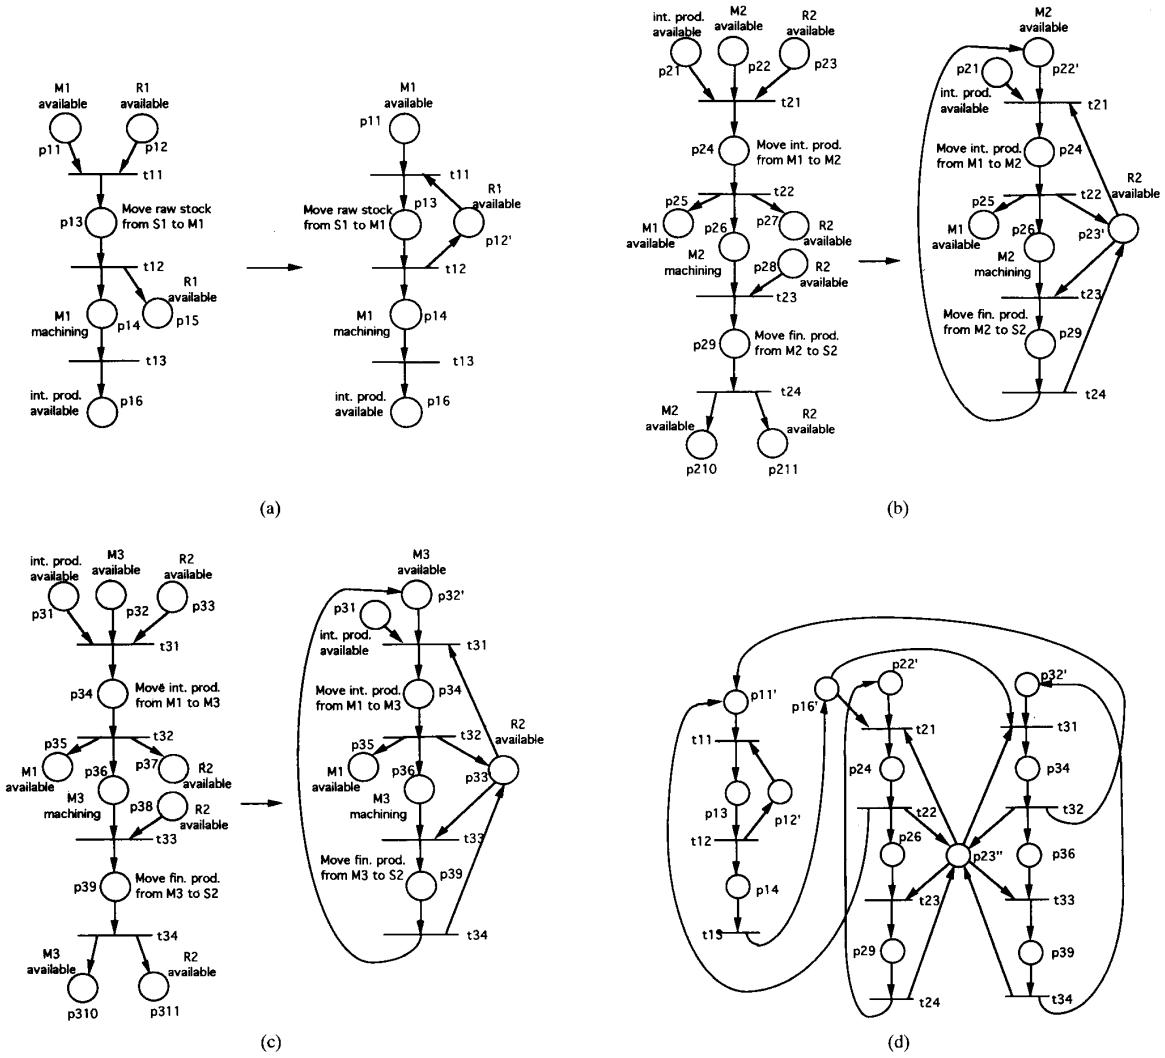 M1
available
R1
available
p11
p12
t11
p13
Move raw stock
from S1 to M1
t12
R1
available
M1
machining
p14
p15
t13
int. prod.
available
p16
M1
available
p11
t11
p13
R1
available
Move raw stock
from S1 to M1
p12'
t12
M1
machining
p14
t13
int. prod.
available
p16
(a)
int. prod.
available
M2
available
R2
available
p21
p22
p23
t21
p24
Move int. prod.
from M1 to M2
t22
p25
p27
M1
available
p26
R2
available
M2
machining
p28
R2
available
t23
p29
Move fin. prod.
from M2 to S2
t24
M2
available
R2
available
p210
p211
M2
available
p21
p22'
int. prod.
available
t21
Move int. prod.
from M1 to M2
p24
R2
available
t22
p25
M1
available
p26
p23'
M2
machining
t23
Move fin. prod.
from M2 to S2
p29
t24
(b)
int. prod.
available
M3
available
R2
available
p31
p32
p33
t31
p34
Move int. prod.
from M1 to M3
t32
p35
p37
M1
available
p36
R2
available
M3
machining
p38
R2
available
t33
p39
Move fin. prod.
from M3 to S2
t34
M3
available
R2
available
p310
p311
M3
available
p31
p32'
int. prod.
available
t31
Move int. prod.
from M1 to M3
p34
R2
available
t32
p35
M1
available
p36
p33'
M3
machining
t33
Move fin. prod.
from M3 to S2
p39
t34
(c)
p11'
p16'
p22'
p32'
t11
t21
t31
p24
p34
p13
p12'
t22
t32
t12
p26
p23''
p36
p14
t23
t33
t13
p29
p39
t24
t34
(d)